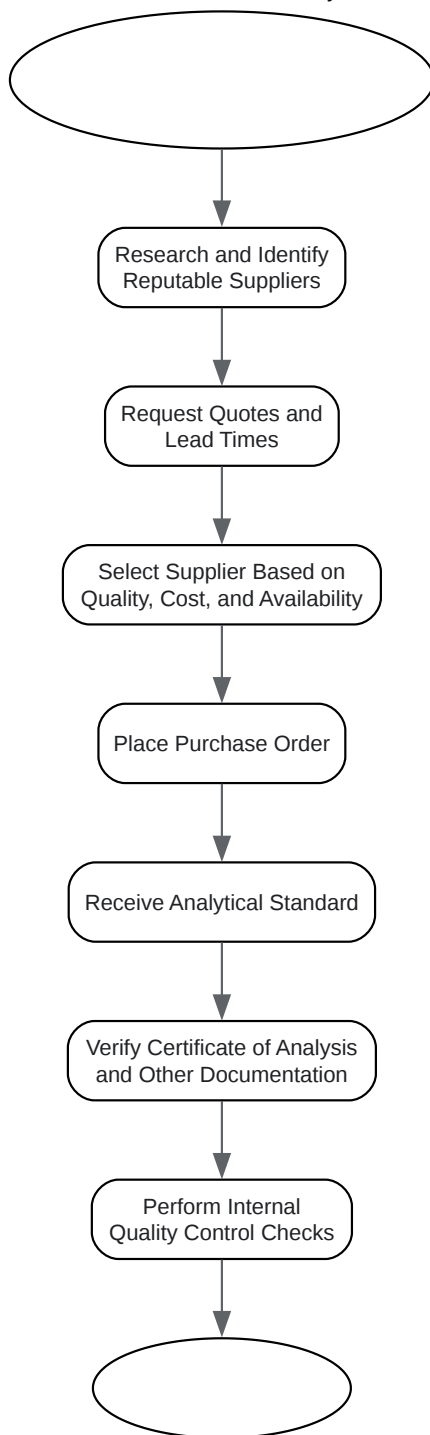 Research and Identify
Reputable Suppliers
Request Quotes and
Lead Times
Select Supplier Based on
Quality, Cost, and Availability
Place Purchase Order
Receive Analytical Standard
Verify Certificate of Analysis
and Other Documentation
Perform Internal
Quality Control Checks